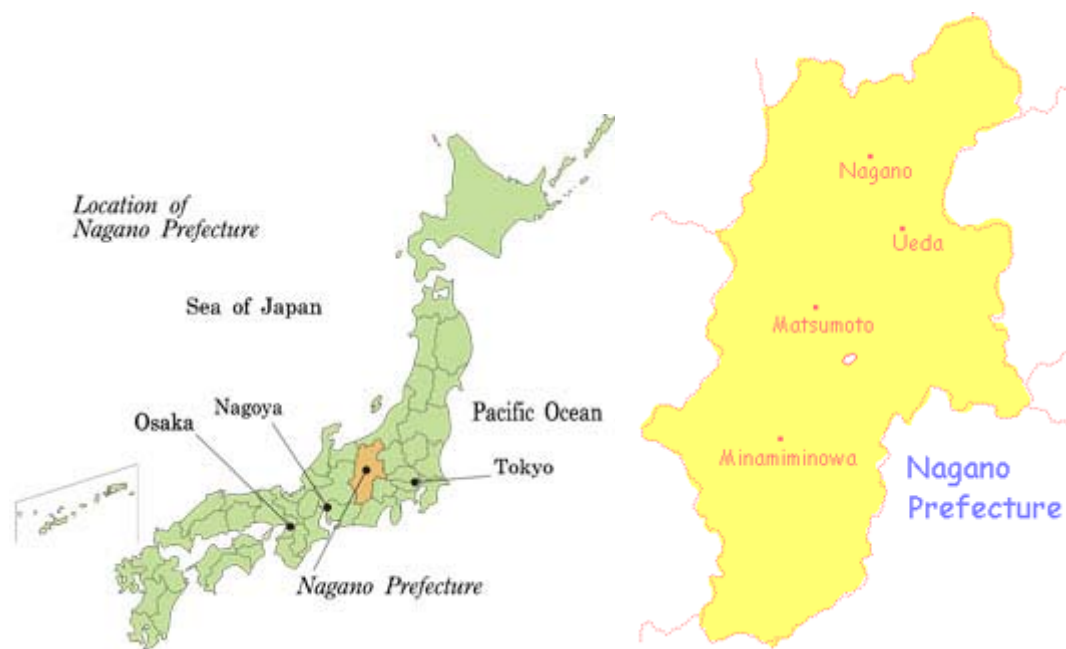 Location of
Nagano Prefecture
Sea of Japan
Nagoya
Osaka
Pacific Ocean
Tokyo
Nagano Prefecture
Nagano
Ueda
Matsumoto
Minamiminowa
Nagano
Prefecture